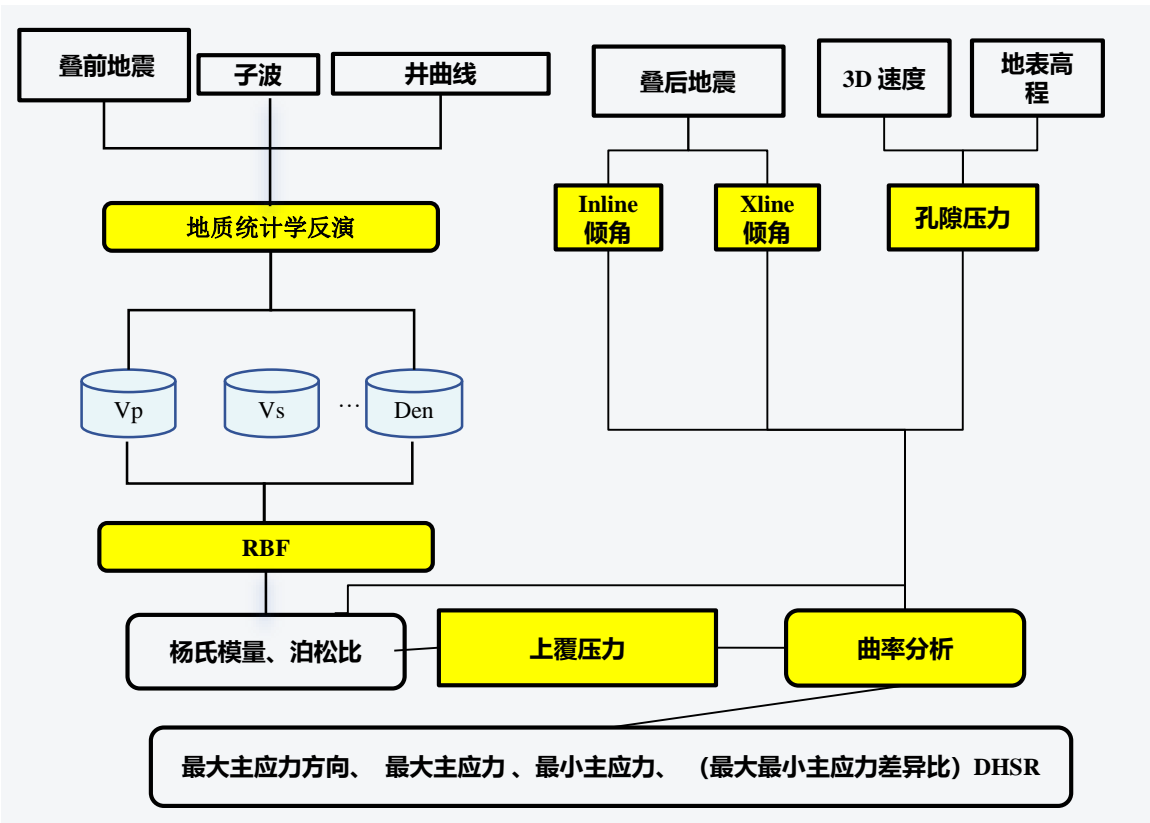 叠前地震
子波
井曲线
叠后地震
3D 速度
地表高
程
Inline
倾角
Xline
倾角
孔隙压力
地质统计学反演
Vp
Vs
…
Den
RBF
杨氏模量、泊松比
上覆压力
曲率分析
最大主应力方向、 最大主应力 、最小主应力、 （最大最小主应力差异比）DHSR